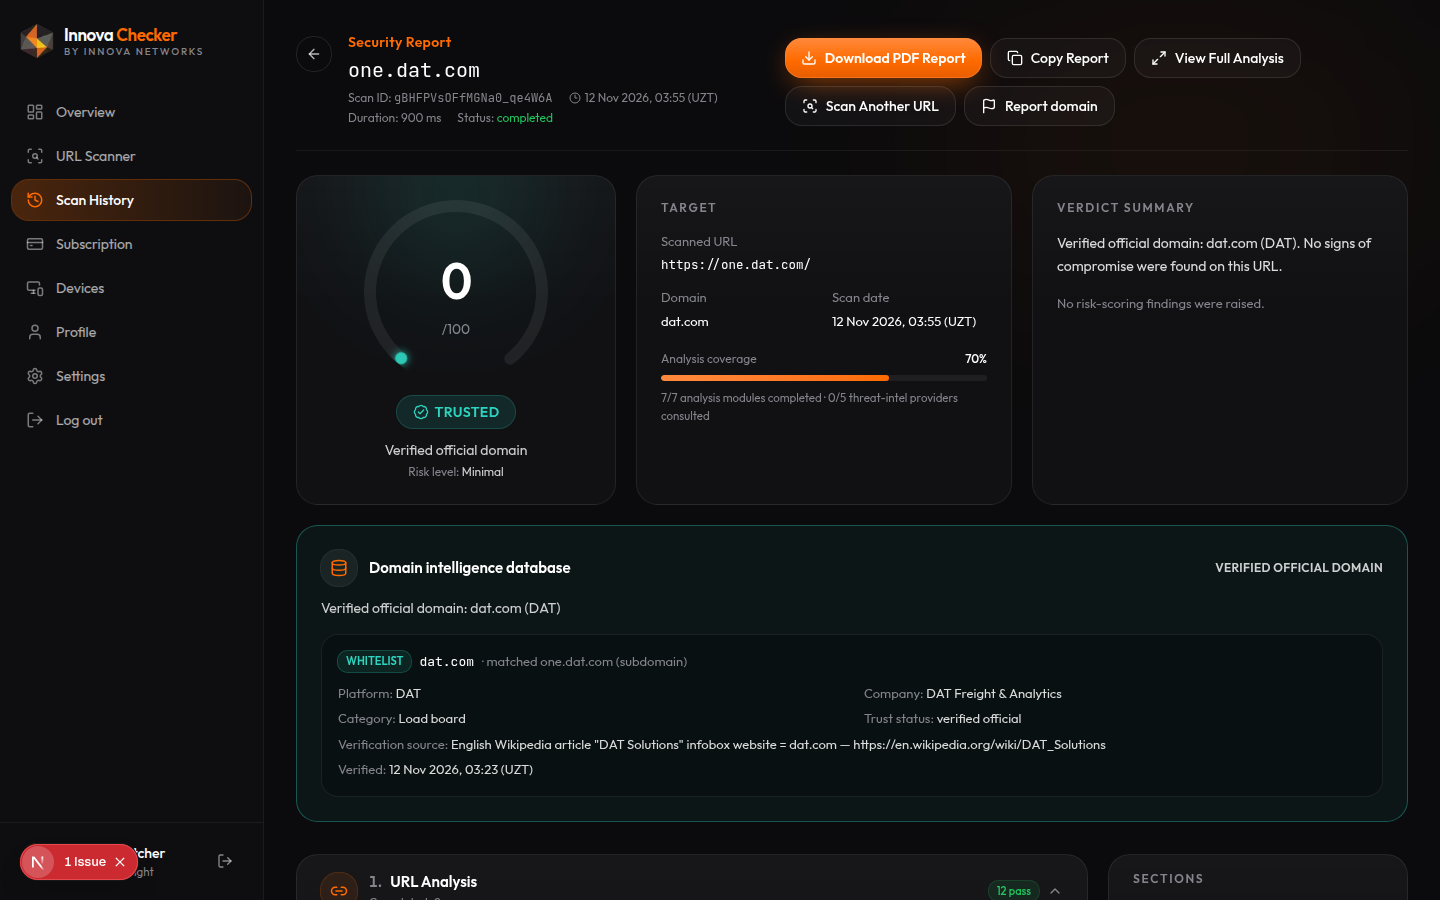 Innova Checker
BY INNOVA NETWORKS
Overview
URL Scanner
Scan History
Subscription
Devices
Profile
Settings
Log out
1 Issue
Security Report
one.dat.com
Scan ID: gBHFPVsOFfMGNa0_qe4W6A 12 Nov 2026, 03:55 (UZT)
Duration: 900 ms Status: completed
Download PDF Report
Copy Report
View Full Analysis
Scan Another URL
Report domain
0
/100
TRUSTED
Verified official domain
Risk level: Minimal
TARGET
Scanned URL
https://one.dat.com/
Domain
dat.com
Scan date
12 Nov 2026, 03:55 (UZT)
Analysis coverage 70%
7/7 analysis modules completed · 0/5 threat-intel providers
consulted
VERDICT SUMMARY
Verified official domain: dat.com (DAT). No signs of
compromise were found on this URL.
No risk-scoring findings were raised.
Domain intelligence database
VERIFIED OFFICIAL DOMAIN
Verified official domain: dat.com (DAT)
WHITELIST dat.com · matched one.dat.com (subdomain)
Platform: DAT
Company: DAT Freight & Analytics
Category: Load board
Trust status: verified official
Verification source: English Wikipedia article "DAT Solutions" infobox website = dat.com — https://en.wikipedia.org/wiki/DAT_Solutions
Verified: 12 Nov 2026, 03:23 (UZT)
1. URL Analysis
12 pass
SECTIONS